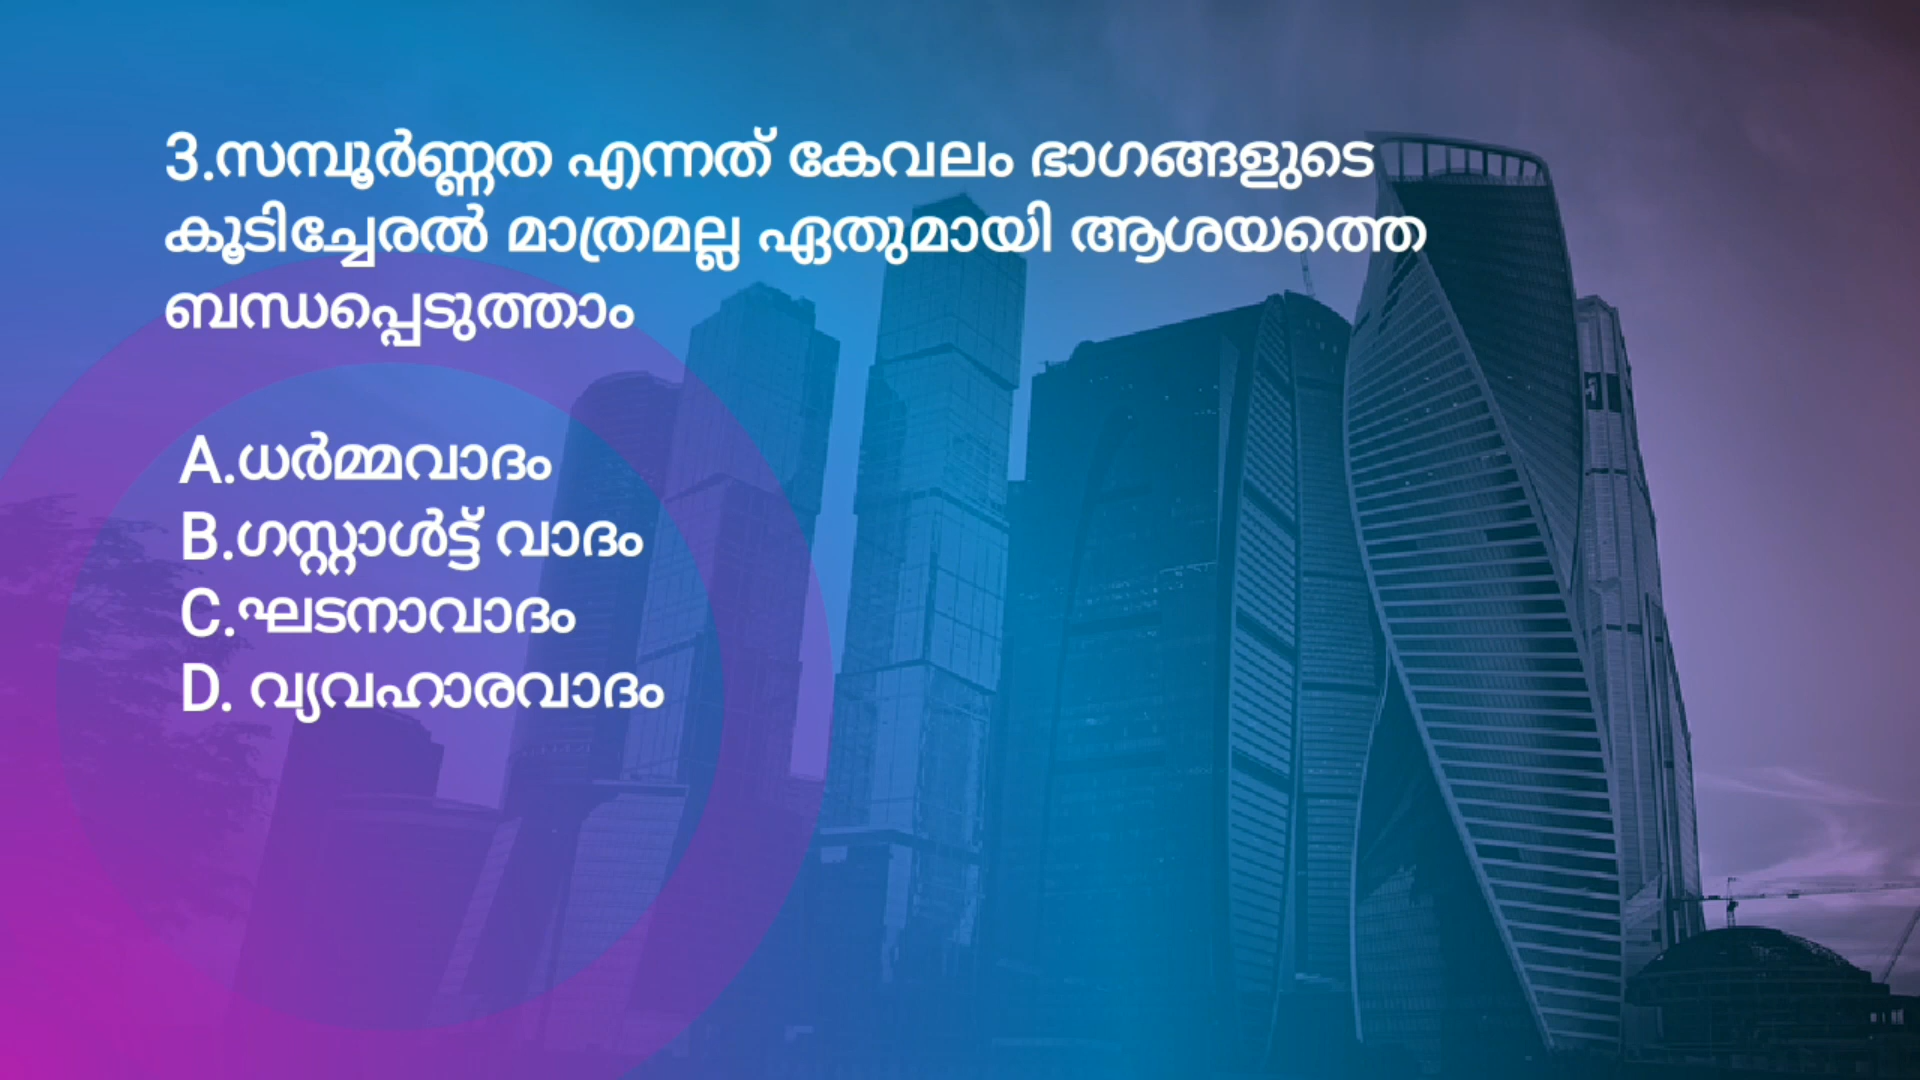 3.സമ്പൂർണ്ണത എന്നത് കേവലം ഭാഗങ്ങളുടെ
കൂടിച്ചേരൽ മാത്രമല്ല ഏതുമായി ആശയത്തെ
ബന്ധപ്പെടുത്താം
A.ധർമ്മവാദം
B.ഗസ്റ്റാൾട്ട് വാദം
C.ഘടനാവാദം
D. വ്യവഹാരവാദം